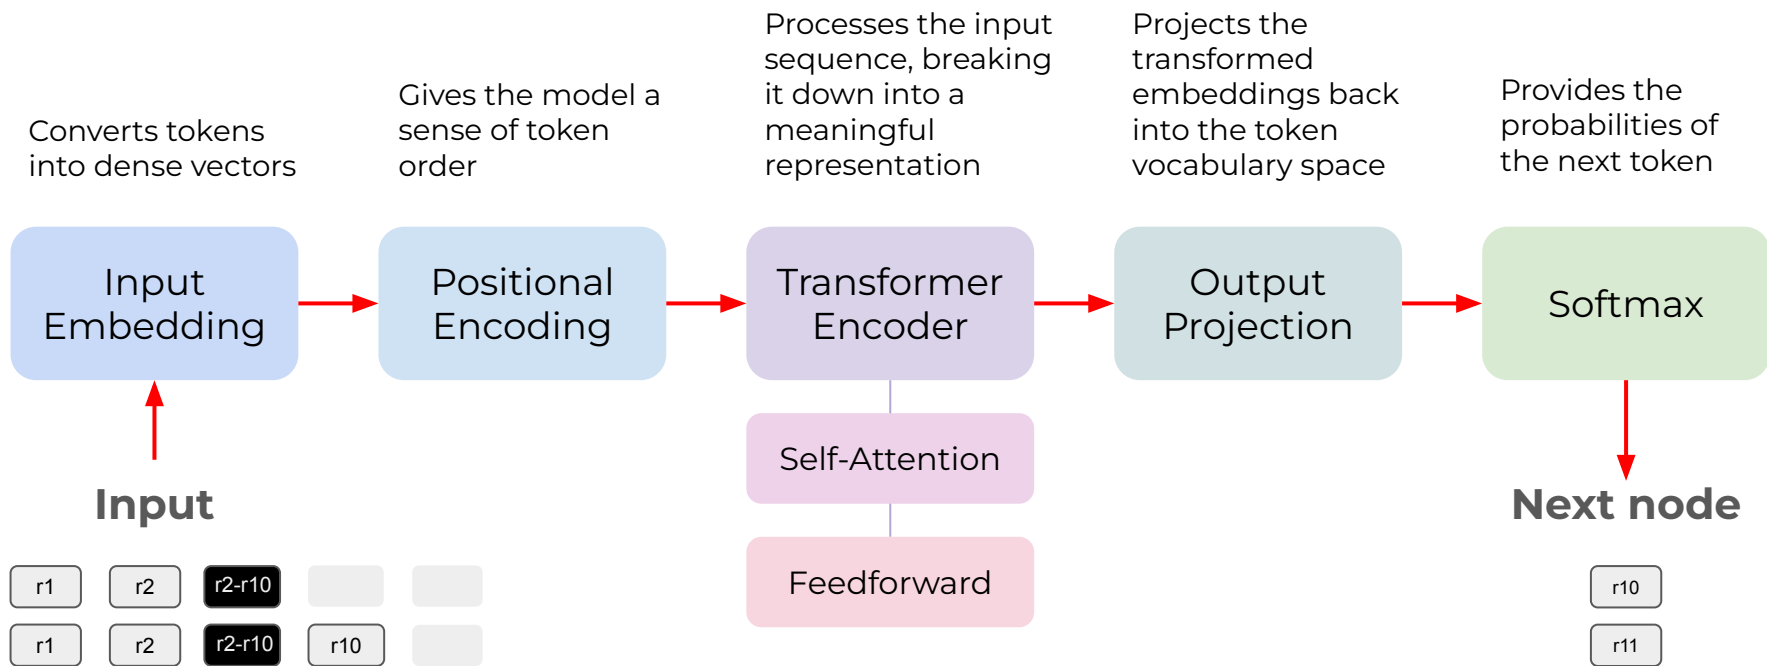 Converts tokens
into dense vectors
Gives the model a
sense of token
order
Processes the input
sequence, breaking
it down into a
meaningful
representation
Projects the
transformed
embeddings back
into the token
vocabulary space
Provides the
probabilities of
the next token
Input
Embedding
Positional
Encoding
Transformer
Encoder
Output
Projection
Softmax
Self-Attention
Feedforward
Input
Next node
r1 r2 r2-r10
r10
r1 r2 r2-r10 r10
r11